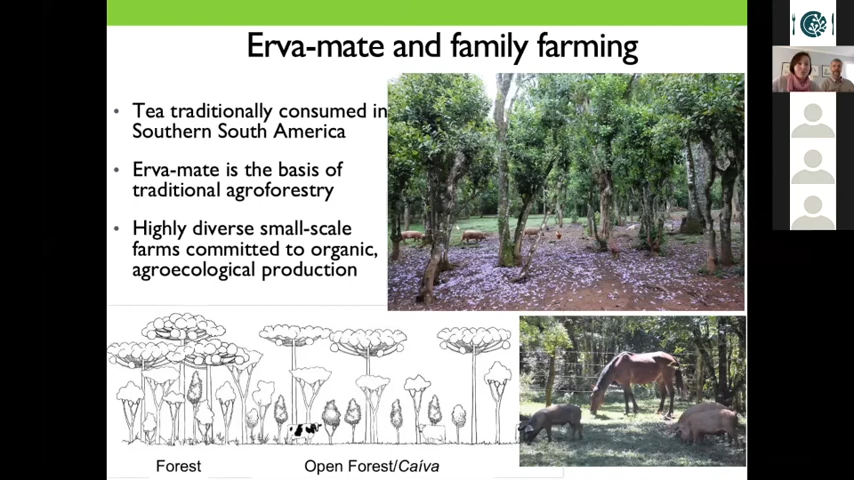 Erva-mate and family farming
• Tea traditionally consumed in
Southern South America
• Erva-mate is the basis of
traditional agroforestry
• Highly diverse small-scale
farms committed to organic,
agroecological production
Forest
Open Forest/Caíva